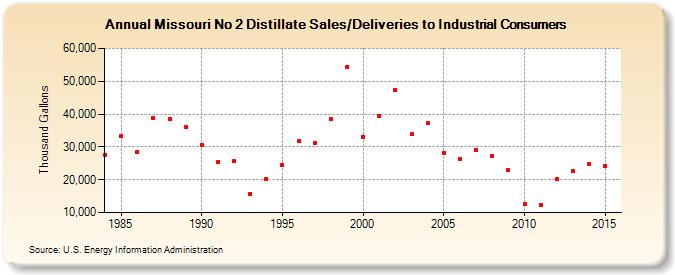 Annual Missouri No 2 Distillate Sales/Deliveries to Industrial Consumers
Thousand Gallons
60,000
50,000
40,000
30,000
20,000
10,000
1985 1990 1995 2000 2005 2010 2015
Source: U.S. Energy Information Administration